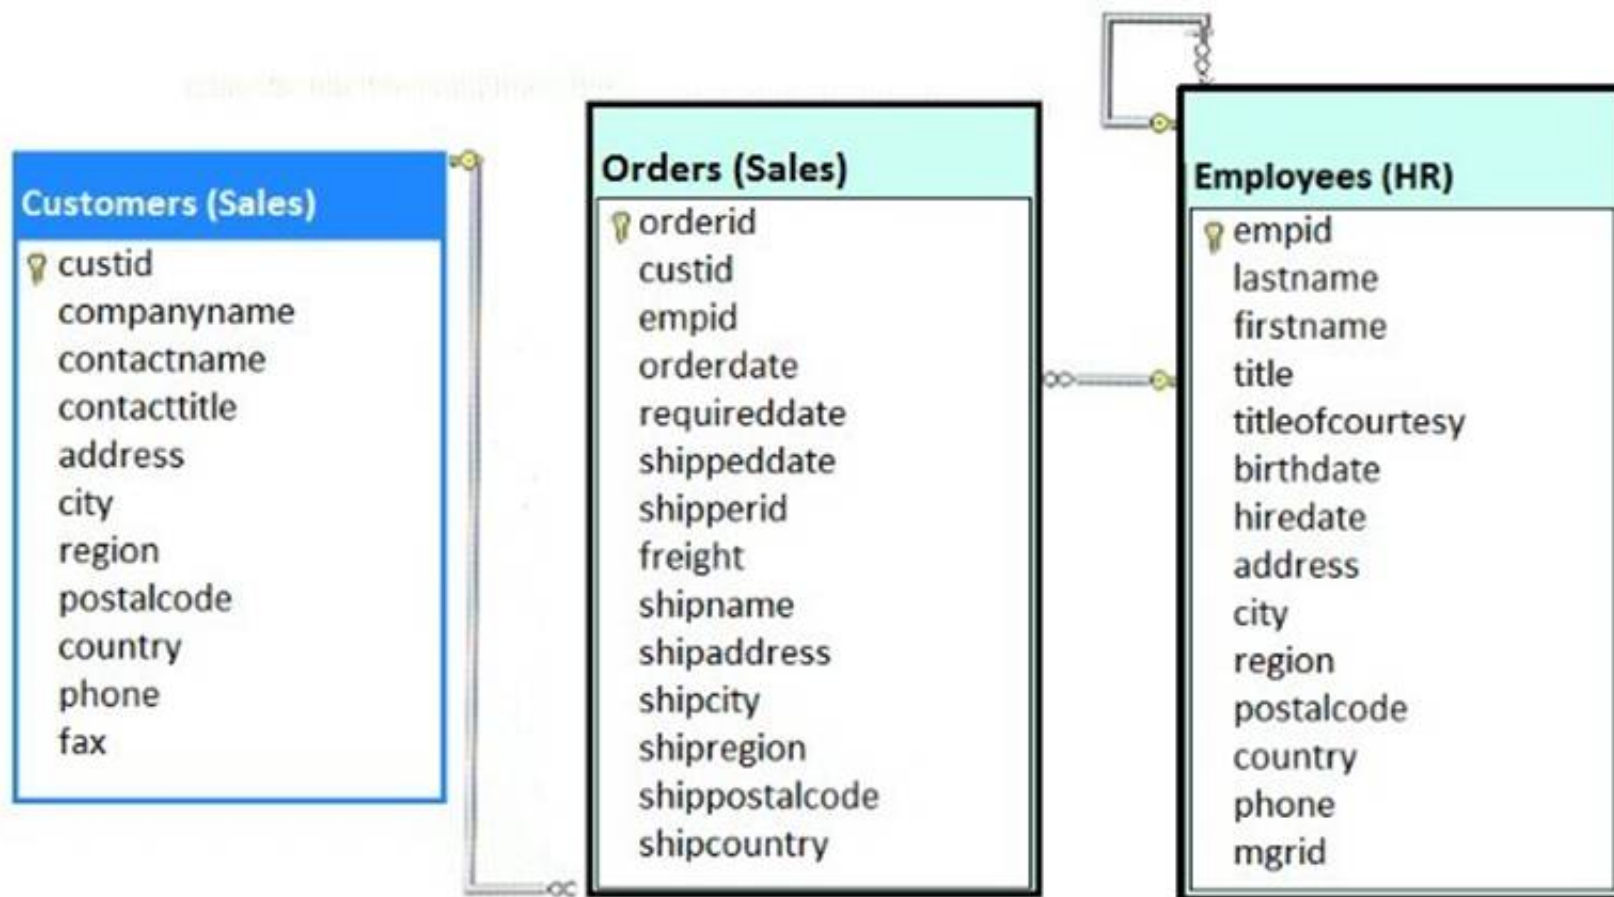 Customers (Sales)
custid
companyname
contactname
contacttitle
address
city
region
postalcode
country
phone
fax
Orders (Sales)
orderid
custid
empid
orderdate
requireddate
shippeddate
shipperid
freight
shipname
shipaddress
shipcity
shipregion
shippostalcode
shipcountry
Employees (HR)
empid
lastname
firstname
title
titleofcourtesy
birthdate
hiredate
address
city
region
postalcode
country
phone
mgrid